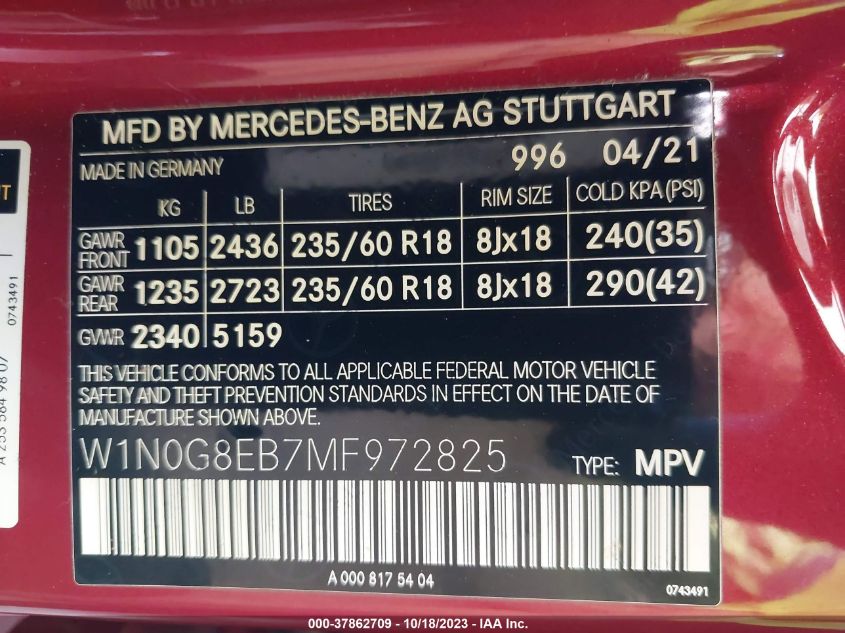 MFD BY MERCEDES-BENZ AG STUTTGART
MADE IN GERMANY 996 04/21
KG LB TIRES RIM SIZE COLD KPA (PSI)
GAWR FRONT 1105 2436 235/60 R18 8Jx18 240(35)
GAWR REAR 1235 2723 235/60 R18 8Jx18 290(42)
GVWR 2340 5159
THIS VEHICLE CONFORMS TO ALL APPLICABLE FEDERAL MOTOR VEHICLE
SAFETY AND THEFT PREVENTION STANDARDS IN EFFECT ON THE DATE OF
MANUFACTURE SHOWN ABOVE.
W1N0G8EB7MF972825 TYPE: MPV
A 000 817 54 04
0743491
0743491
A 253 584 98 07
000-37862709 - 10/18/2023 - IAA Inc.